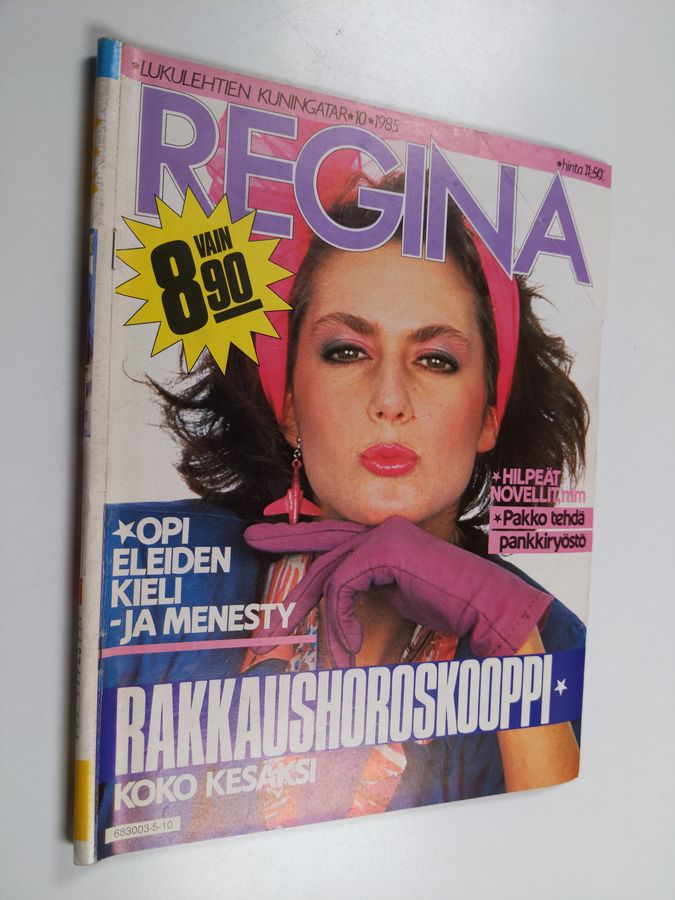 ★LUKULEHTIEN KUNINGATAR★10★1985
REGINA
★hinta 11,50.
VAIN
8 90
★HILPEÄT
NOVELLIT, mm
★Pakko tehdä
pankkiryöstö
★OPI
ELEIDEN
KIELI
-JA MENESTY
RAKKAUSHOROSKOOPPI★
KOKO KESÄKSI
683003-5-10